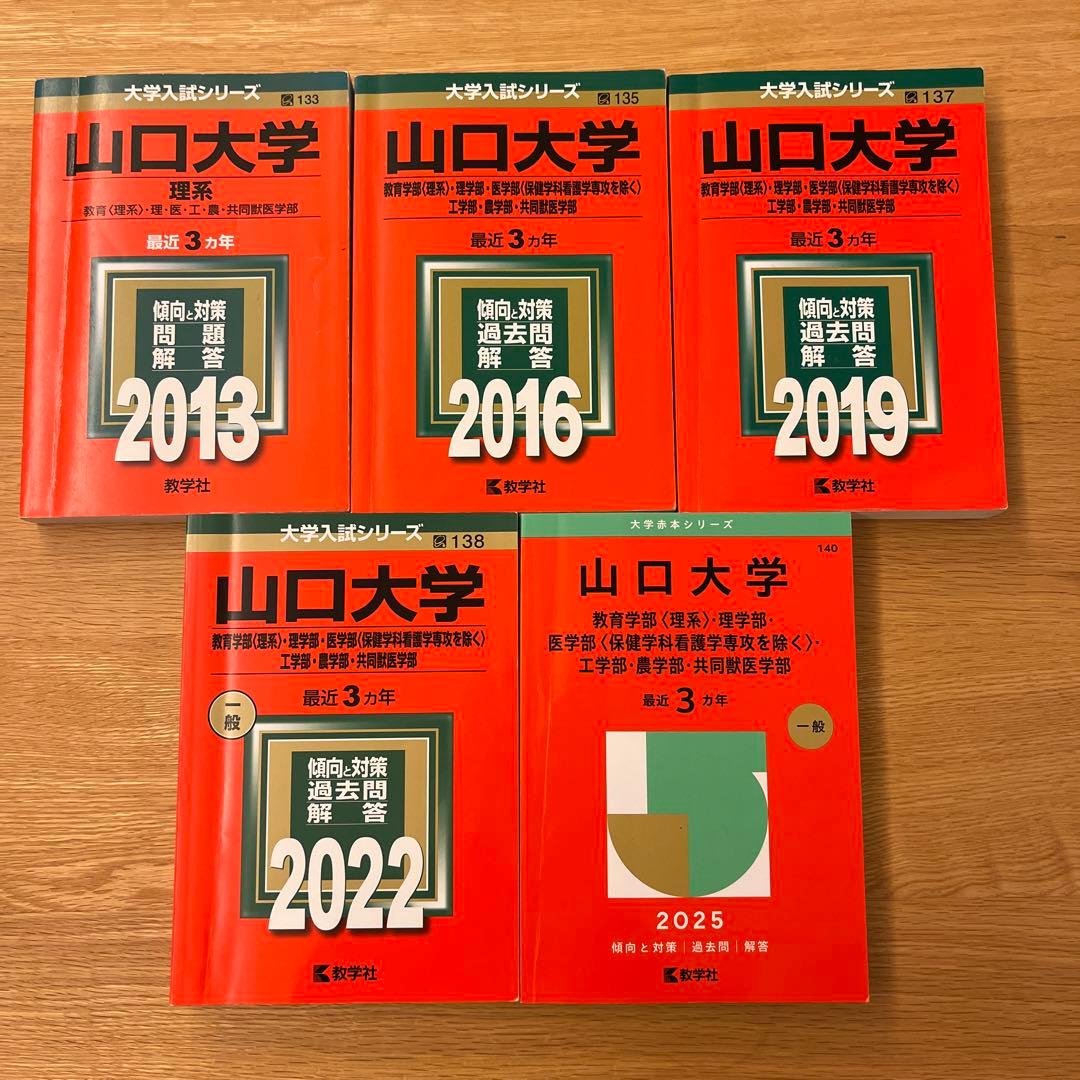 大学入試シリーズ
133
山口大学
理系
教育〈理系〉・理・医・工・農・共同獣医学部
最近3カ年
傾向と対策
問題
解答
2013
教学社
大学入試シリーズ
135
山口大学
教育学部〈理系〉・理学部・医学部〈保健学科看護学専攻を除く〉
工学部・農学部・共同獣医学部
最近3カ年
傾向と対策
過去問
解答
2016
教学社
大学入試シリーズ
137
山口大学
教育学部〈理系〉・理学部・医学部〈保健学科看護学専攻を除く〉
工学部・農学部・共同獣医学部
最近3カ年
傾向と対策
過去問
解答
2019
教学社
大学入試シリーズ
138
山口大学
教育学部〈理系〉・理学部・医学部〈保健学科看護学専攻を除く〉
工学部・農学部・共同獣医学部
最近3カ年
一般
傾向と対策
過去問
解答
2022
教学社
大学赤本シリーズ
140
山口大学
教育学部〈理系〉・理学部・
医学部〈保健学科看護学専攻を除く〉・
工学部・農学部・共同獣医学部
最近3カ年
一般
2025
傾向と対策|過去問|解答
教学社